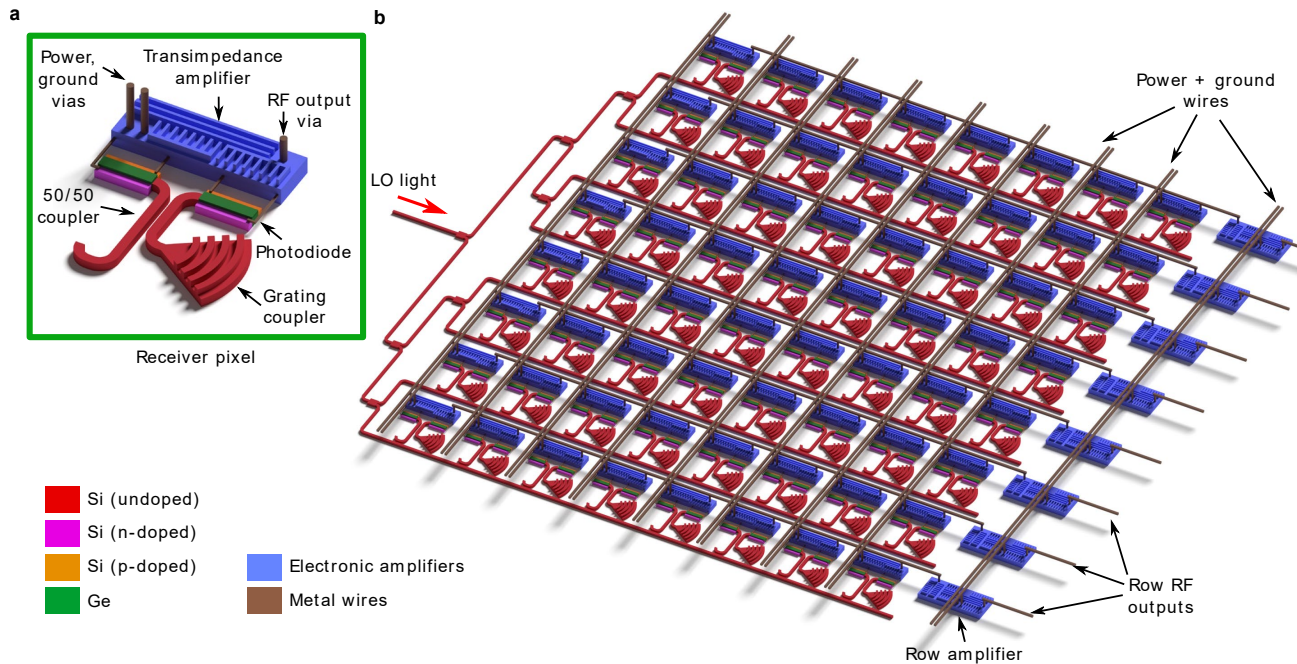 a
Power,
ground
vias
Transimpedance
amplifier
RF output
via
50/50
coupler
Photodiode
Grating
coupler
Receiver pixel
b
LO light
Power + ground
wires
Row RF
outputs
Row amplifier
Si (undoped)
Si (n-doped)
Si (p-doped)
Ge
Electronic amplifiers
Metal wires